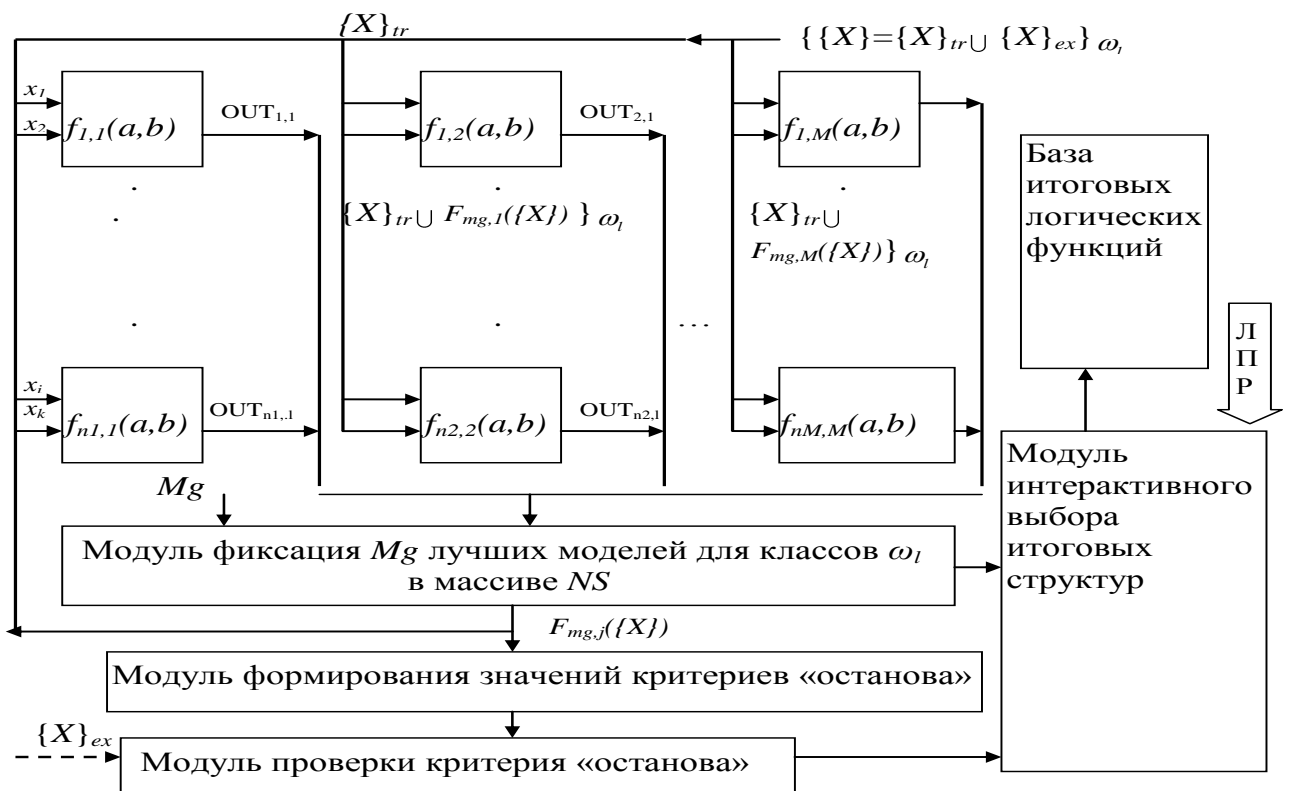 {X}tr
{ {X}={X}tr∪ {X}ex} ωl
x1
x2
f1,1(a,b)
OUT1,1
f1,2(a,b)
OUT2,1
f1,M(a,b)
{X}tr∪ Fmg,1({X}) } ωl
{X}tr∪
Fmg,M({X})} ωl
...
xi
xk
fn1,1(a,b)
OUTn1,.1
fn2,2(a,b)
OUTn2,1
fnM,M(a,b)
База
итоговых
логических
функций
Л
П
Р
Mg
Модуль фиксация Mg лучших моделей для классов ωl
в массиве NS
Модуль
интерактивного
выбора
итоговых
структур
Fmg,j({X})
Модуль формирования значений критериев «останова»
{X}ex
Модуль проверки критерия «останова»